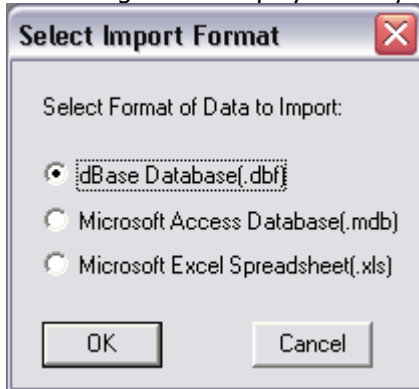 Select Import Format
Select Format of Data to Import:
dBase Database(.dbf)
Microsoft Access Database(.mdb)
Microsoft Excel Spreadsheet(.xls)
OK Cancel